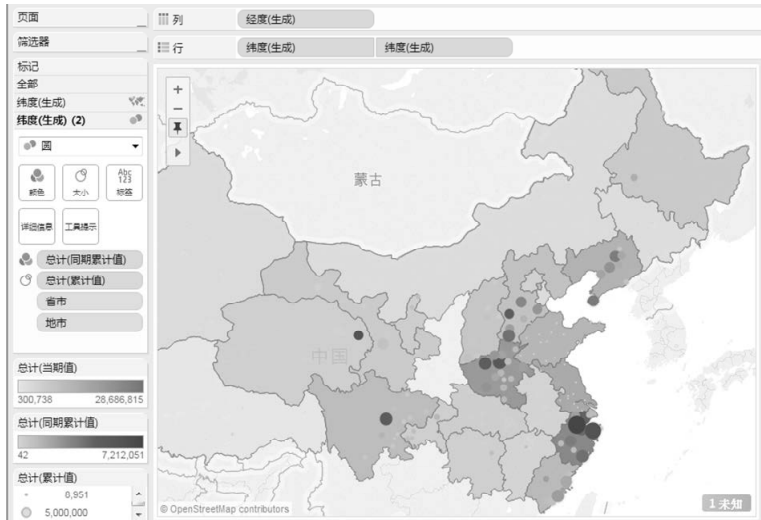 页面
筛选器
标记
全部
纬度(生成)
纬度(生成) (2)
圆
颜色
大小
Abc
123
标签
详细信息
工具提示
总计(同期累计值)
总计(累计值)
省市
地市
总计(当期值)
300,738 28,686,815
总计(同期累计值)
42 7,212,051
总计(累计值)
6,951
5,000,000
列 经度(生成)
行 纬度(生成) 纬度(生成)
蒙古
中国
© OpenStreetMap contributors
1 未知